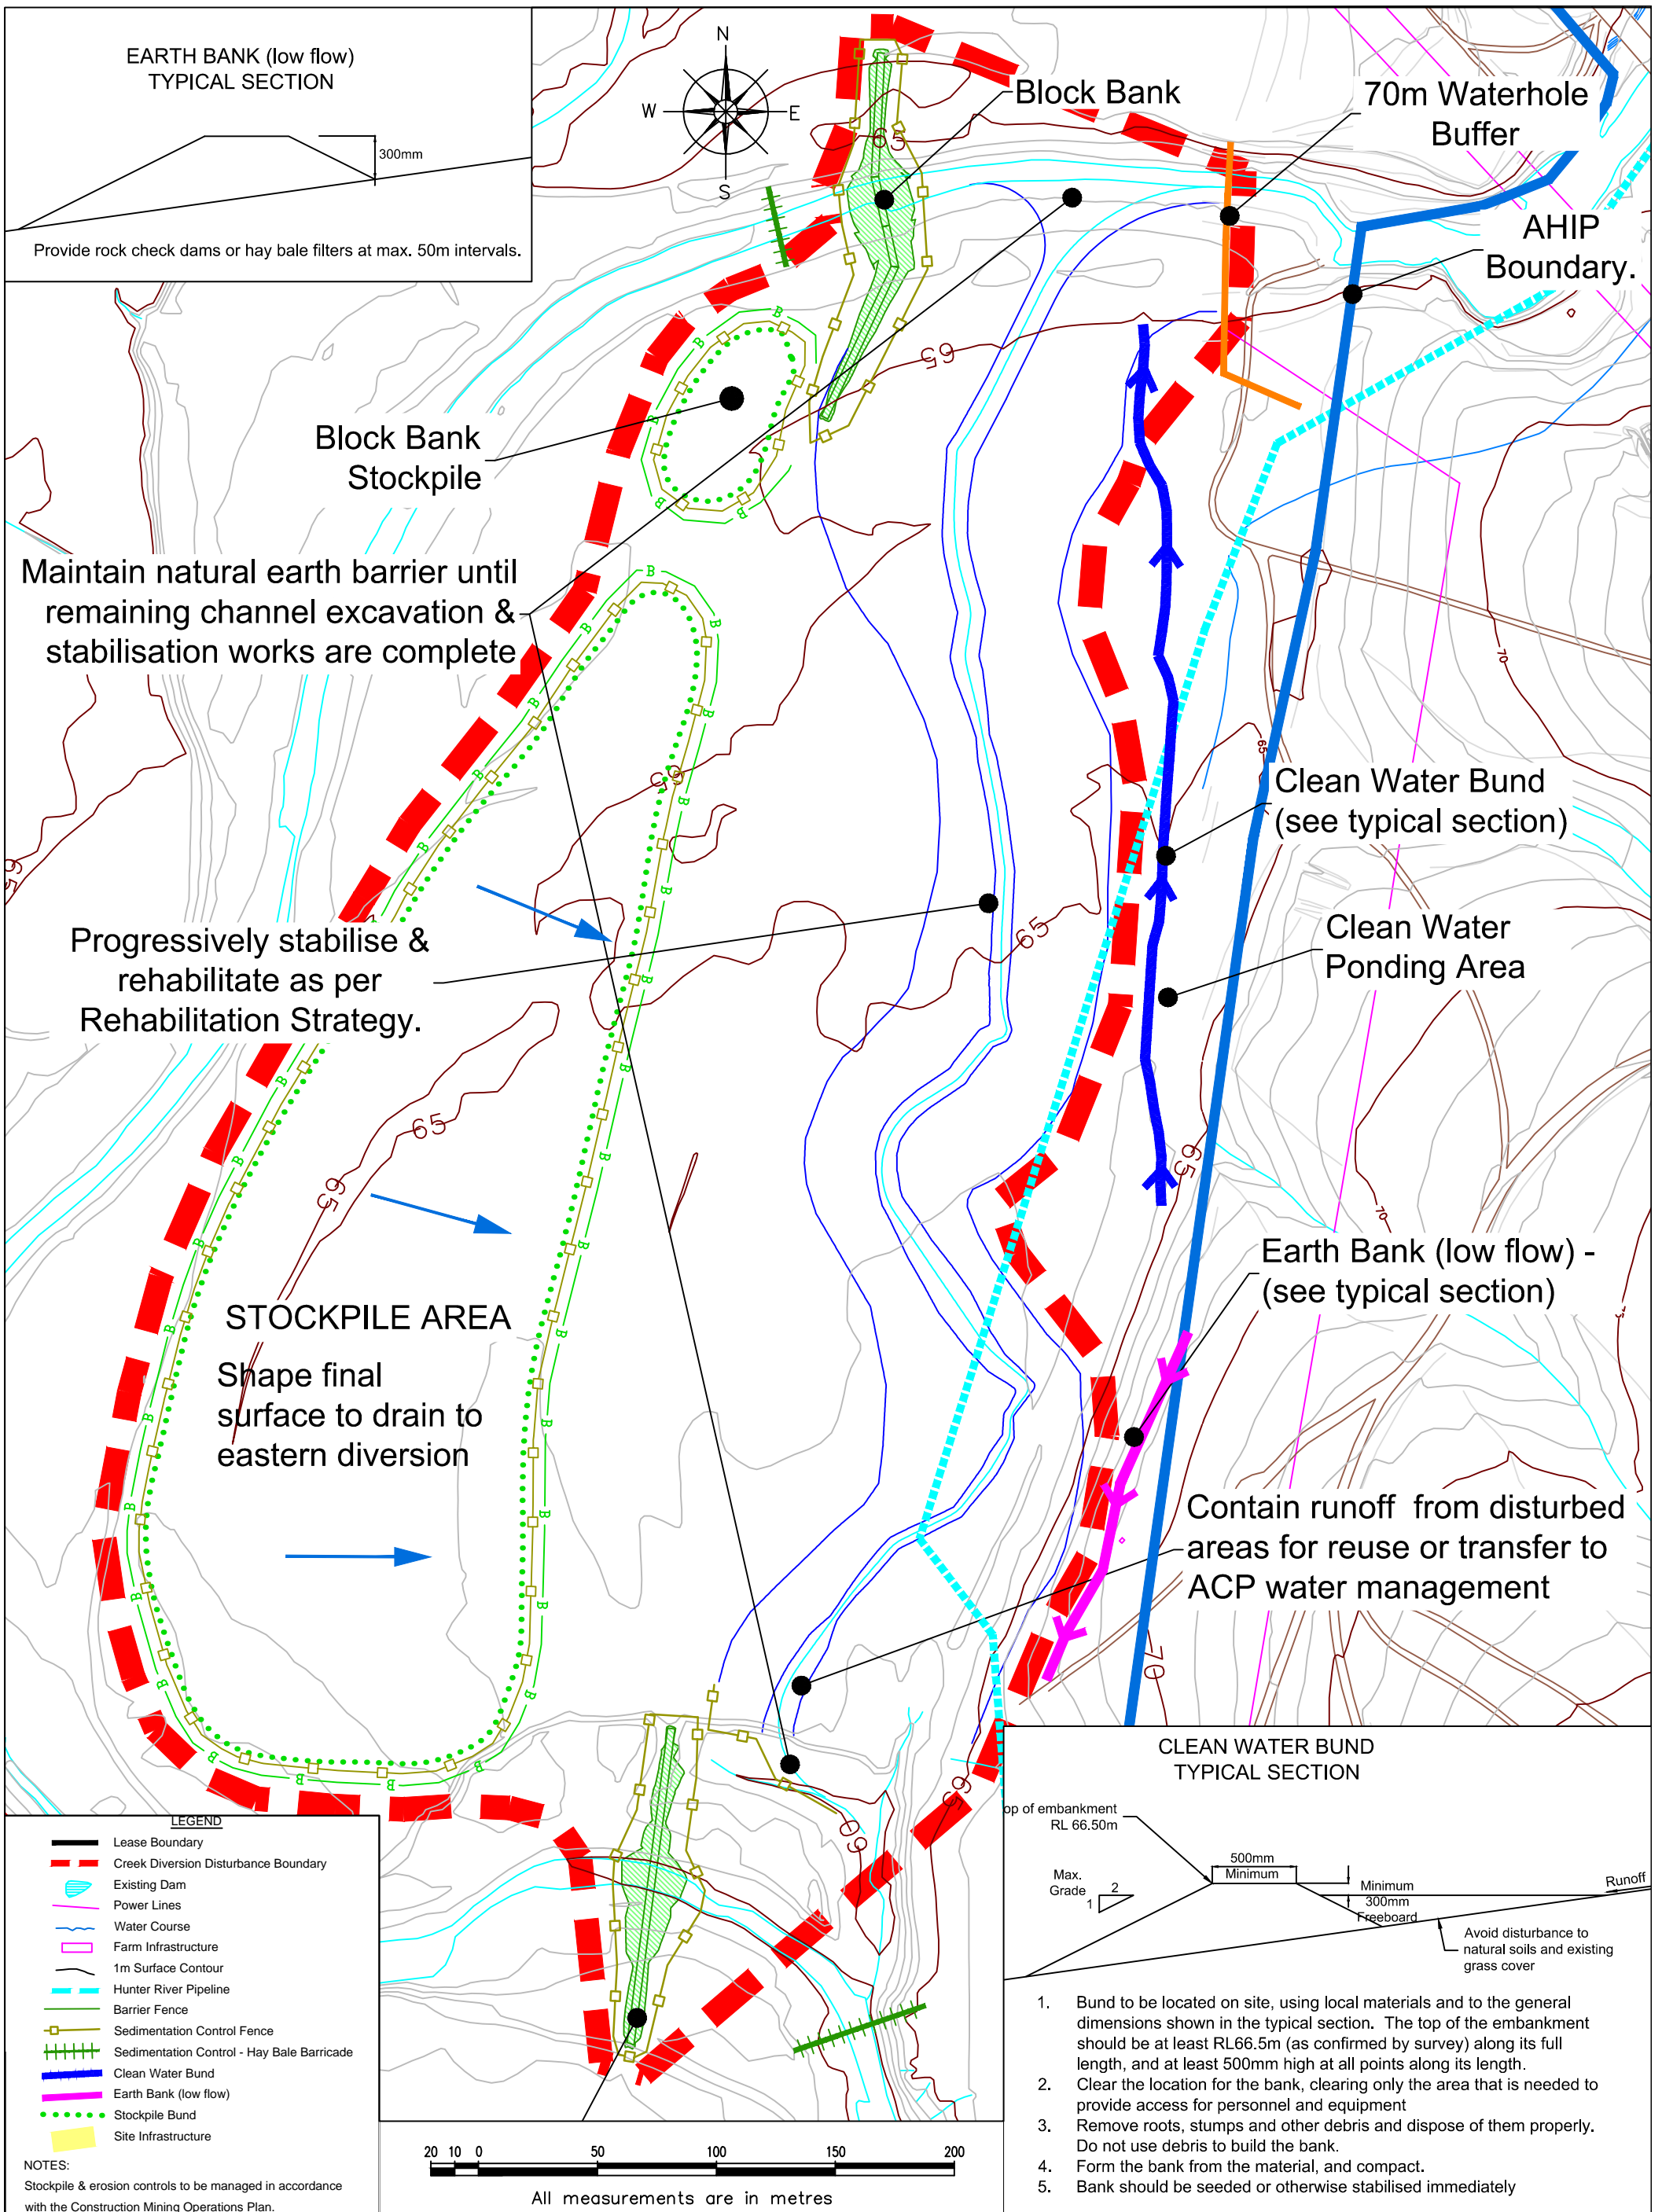 EARTH BANK (low flow)
TYPICAL SECTION
300mm
Provide rock check dams or hay bale filters at max. 50m intervals.
N
W
E
S
Block Bank
70m Waterhole
Buffer
AHIP
Boundary.
65
65
Block Bank
Stockpile
B
B
B
B
B
B
Maintain natural earth barrier until
remaining channel excavation &
stabilisation works are complete
70
65
65
65
Clean Water Bund
(see typical section)
Progressively stabilise &
rehabilitate as per
Rehabilitation Strategy.
65
Clean Water
Ponding Area
65
65
65
70
Earth Bank (low flow) -
(see typical section)
STOCKPILE AREA
Shape final
surface to drain to
eastern diversion
Contain runoff  from disturbed
areas for reuse or transfer to
ACP water management
70
65
60
LEGEND
Lease Boundary
Creek Diversion Disturbance Boundary
Existing Dam
Power Lines
Water Course
Farm Infrastructure
1m Surface Contour
Hunter River Pipeline
Barrier Fence
Sedimentation Control Fence
Sedimentation Control - Hay Bale Barricade
Clean Water Bund
Earth Bank (low flow)
Stockpile Bund
Site Infrastructure
NOTES:
Stockpile & erosion controls to be managed in accordance
with the Construction Mining Operations Plan.
20 10 0 50 100 150 200
All measurements are in metres
CLEAN WATER BUND
TYPICAL SECTION
op of embankment
RL 66.50m
500mm
Minimum
Max.
Grade
2
1
Minimum
300mm
Freeboard
Runoff
Avoid disturbance to
natural soils and existing
grass cover
1. Bund to be located on site, using local materials and to the general
dimensions shown in the typical section.  The top of the embankment
should be at least RL66.5m (as confirmed by survey) along its full
length, and at least 500mm high at all points along its length.
2. Clear the location for the bank, clearing only the area that is needed to
provide access for personnel and equipment
3. Remove roots, stumps and other debris and dispose of them properly.
Do not use debris to build the bank.
4. Form the bank from the material, and compact.
5. Bank should be seeded or otherwise stabilised immediately